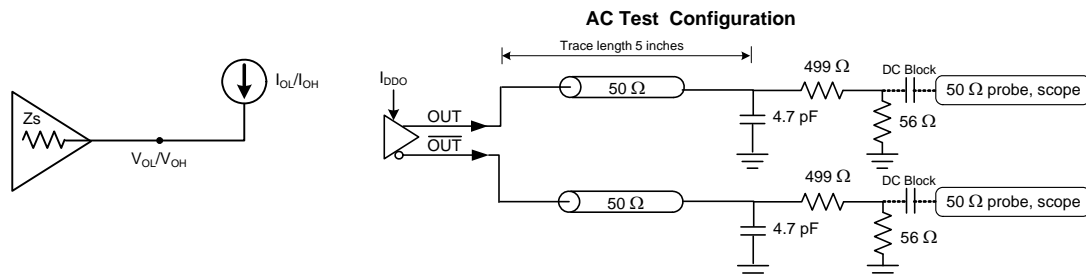 AC Test Configuration
Trace length 5 inches
I_OL/I_OH
Zs
V_OL/V_OH
I_DDO
OUT
OUT
50 Ω
4.7 pF
499 Ω
56 Ω
DC Block
50 Ω probe, scope
50 Ω
4.7 pF
499 Ω
56 Ω
DC Block
50 Ω probe, scope